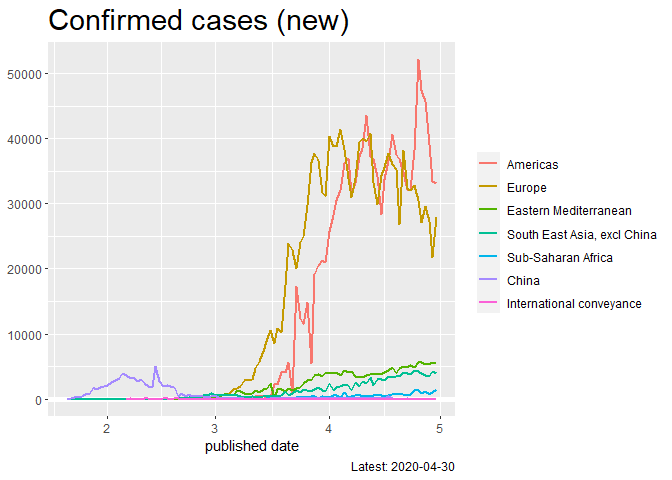 Confirmed cases (new)
50000
40000
30000
20000
10000
0
2
3
4
5
published date
Americas
Europe
Eastern Mediterranean
South East Asia, excl China
Sub-Saharan Africa
China
International conveyance
Latest: 2020-04-30